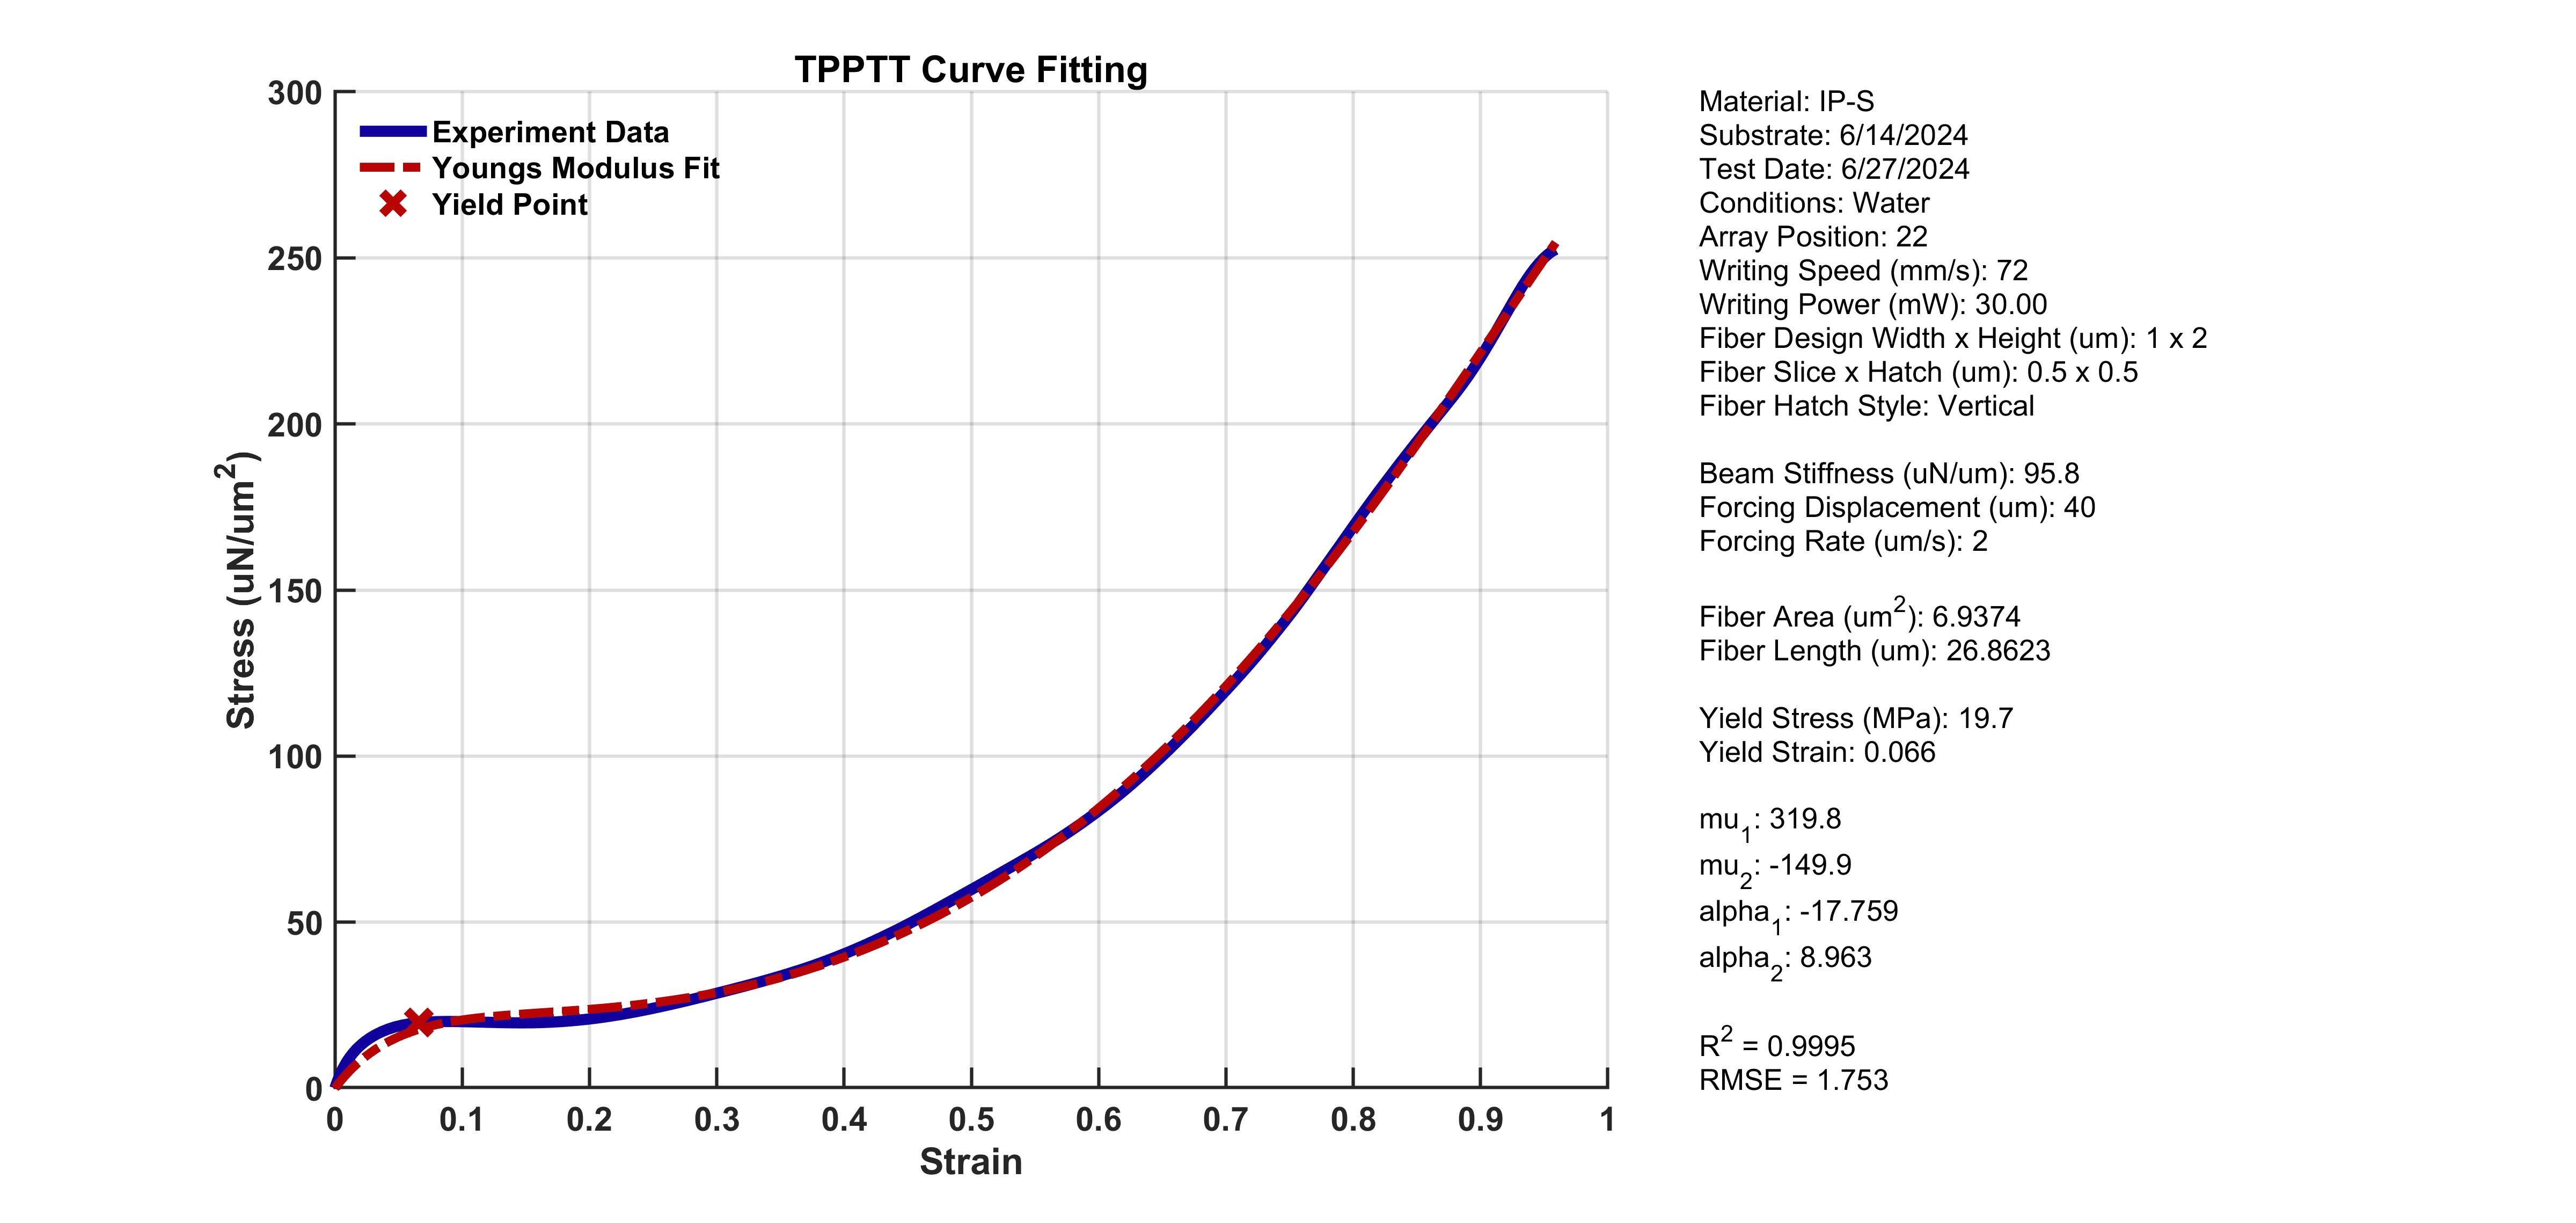 TPPTT Curve Fitting
300
250
200
150
100
50
0
Stress (uN/um²)
Experiment Data
Youngs Modulus Fit
Yield Point
0 0.1 0.2 0.3 0.4 0.5 0.6 0.7 0.8 0.9 1
Strain
Material: IP-S
Substrate: 6/14/2024
Test Date: 6/27/2024
Conditions: Water
Array Position: 22
Writing Speed (mm/s): 72
Writing Power (mW): 30.00
Fiber Design Width x Height (um): 1 x 2
Fiber Slice x Hatch (um): 0.5 x 0.5
Fiber Hatch Style: Vertical
Beam Stiffness (uN/um): 95.8
Forcing Displacement (um): 40
Forcing Rate (um/s): 2
Fiber Area (um²): 6.9374
Fiber Length (um): 26.8623
Yield Stress (MPa): 19.7
Yield Strain: 0.066
mu₁: 319.8
mu₂: -149.9
alpha₁: -17.759
alpha₂: 8.963
R² = 0.9995
RMSE = 1.753